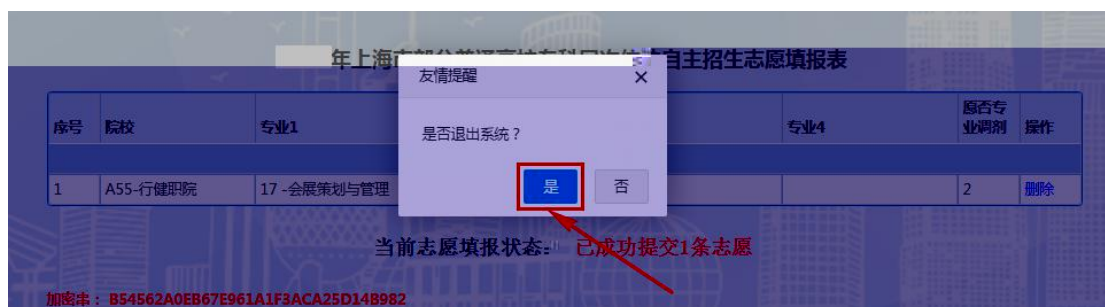 年上海市部分普通高校专科层次依法自主招生志愿填报表
友情提醒
序号 院校 专业1 专业4 愿否专业调剂 操作
是否退出系统？
是 否
1 A55-行健职院 17 -会展策划与管理 2 删除
当前志愿填报状态： 已成功提交1条志愿
加密串： B54562A0EB67E961A1F3ACA25D14B982